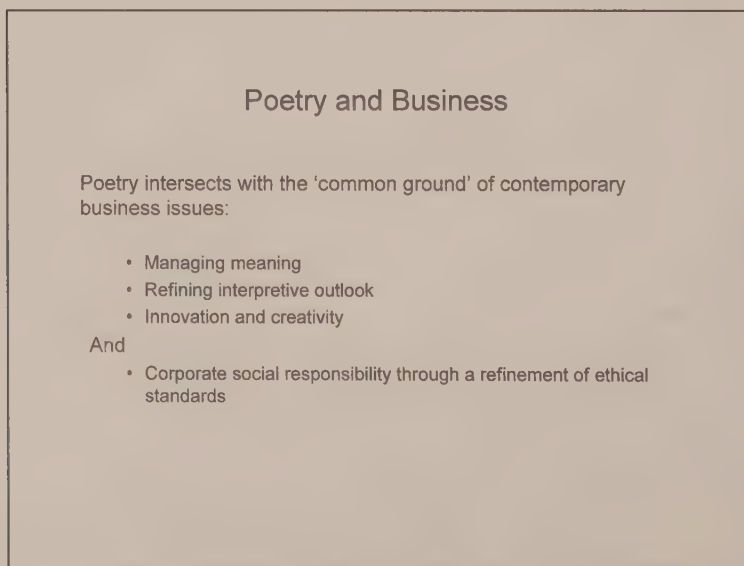 Poetry and Business
Poetry intersects with the ‘common ground’ of contemporary
business issues:
• Managing meaning
• Refining interpretive outlook
• Innovation and creativity
And
• Corporate social responsibility through a refinement of ethical
standards